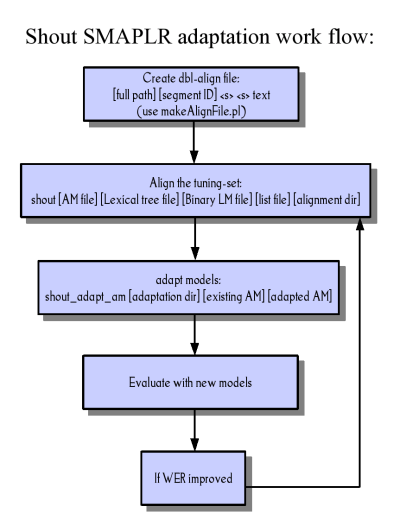 Shout SMAPLR adaptation work flow:
Create dbl-align file:
[full path] [segment ID] <s> <s> text
(use makeAlignFile.pl)
Align the tuning-set:
shout [AM file] [Lexical tree file] [Binary LM file] [list file] [alignment dir]
adapt models:
shout_adapt_am [adaptation dir] [existing AM] [adapted AM]
Evaluate with new models
If WER improved